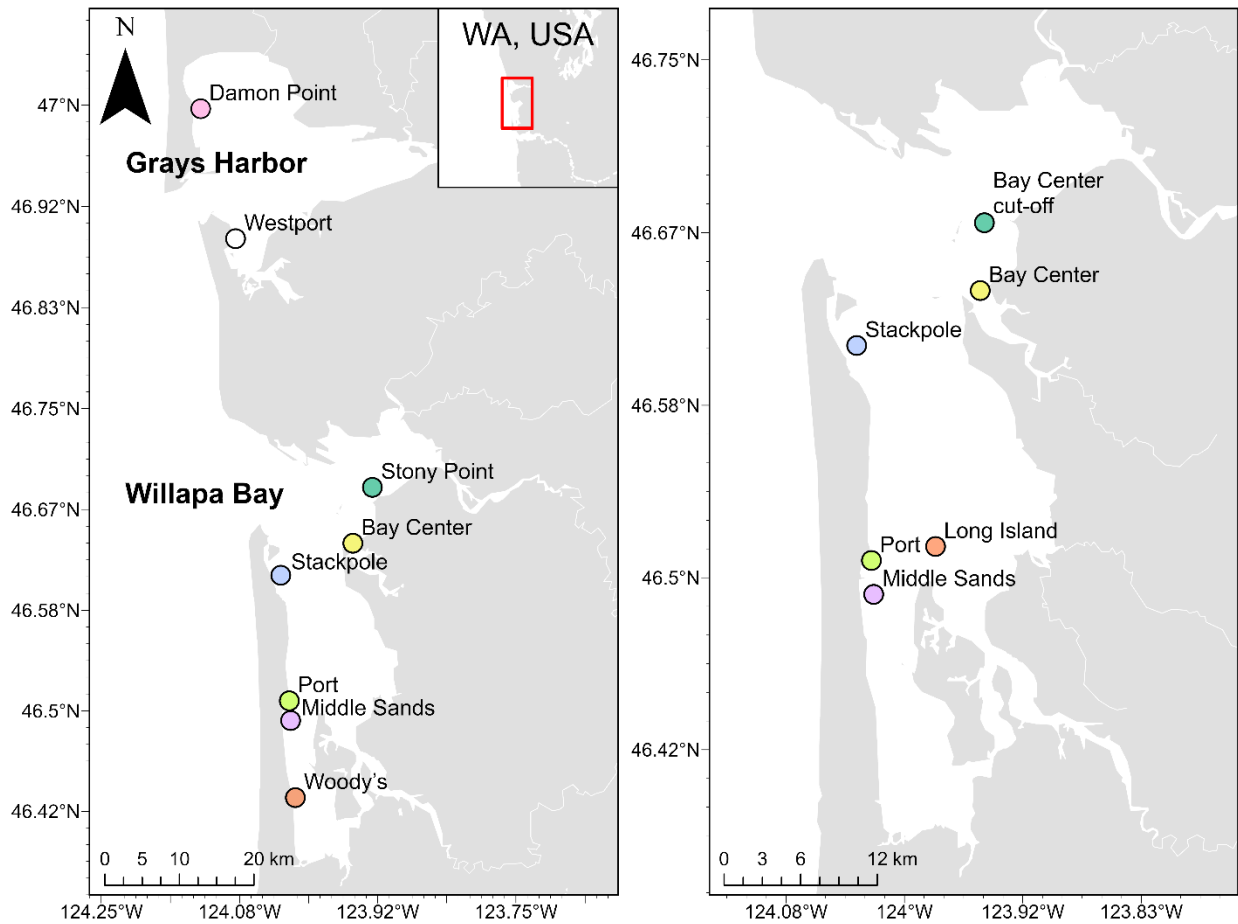 N
WA, USA
47°N
Damon Point
Grays Harbor
46.92°N
Westport
46.83°N
46.75°N
Stony Point
Willapa Bay
46.67°N
Bay Center
Stackpole
46.58°N
Port
46.5°N
Middle Sands
Woody's
46.42°N
0 5 10 20 km
124.25°W 124.08°W 123.92°W 123.75°W
46.75°N
Bay Center
cut-off
46.67°N
Bay Center
Stackpole
46.58°N
Long Island
Port
46.5°N
Middle Sands
46.42°N
0 3 6 12 km
124.08°W 124°W 123.92°W 123.83°W